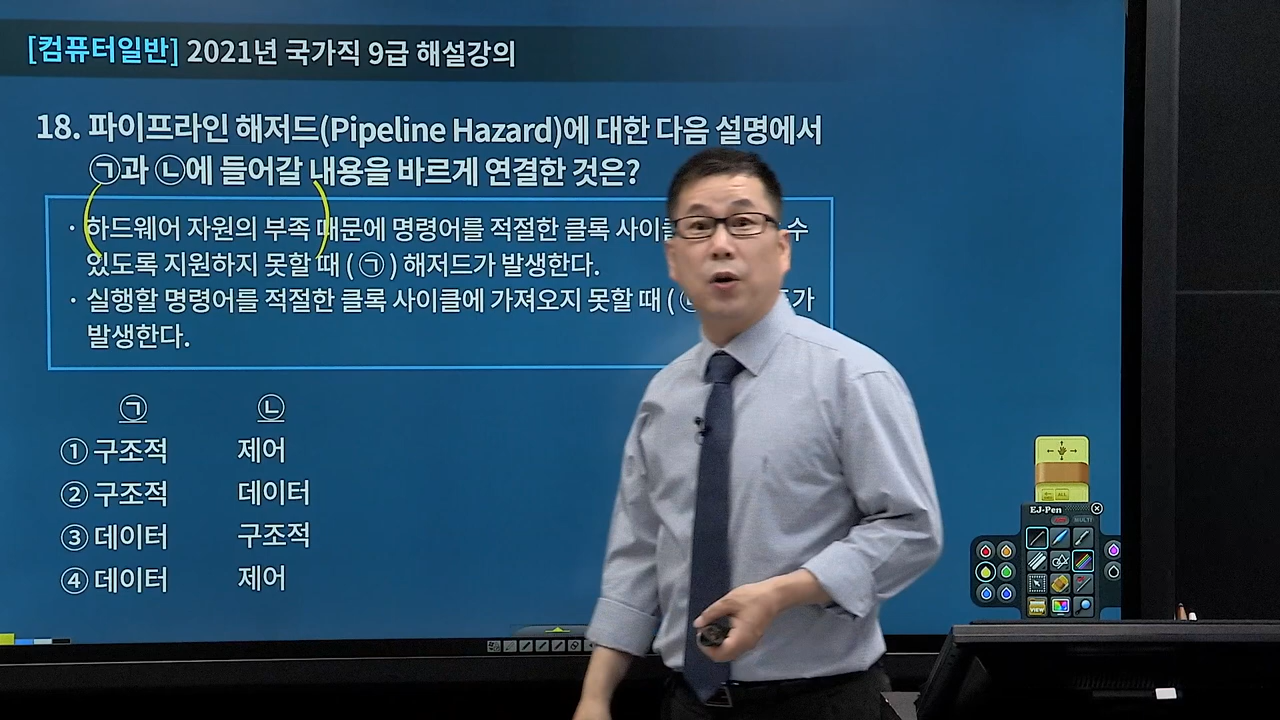 [컴퓨터일반] 2021년 국가직 9급 해설강의
18. 파이프라인 해저드(Pipeline Hazard)에 대한 다음 설명에서
㉠과 ㉡에 들어갈 내용을 바르게 연결한 것은?
· 하드웨어 자원의 부족 때문에 명령어를 적절한 클록 수
있도록 지원하지 못할 때 ( ㉠ ) 해저드가 발생한다.
· 실행할 명령어를 적절한 클록 사이클에 가져오지 못할 때 (
발생한다.
㉠ ㉡
① 구조적 제어
② 구조적 데이터
③ 데이터 구조적
④ 데이터 제어
EJ-Pen
MULTI
ALL
VIEW